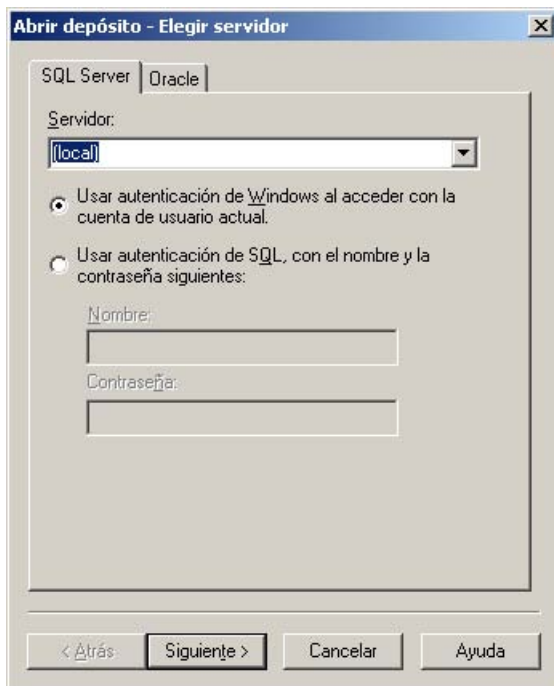 Abrir depósito - Elegir servidor
SQL Server
Oracle
Servidor:
(local)
Usar autenticación de Windows al acceder con la
cuenta de usuario actual.
Usar autenticación de SQL, con el nombre y la
contraseña siguientes:
Nombre:
Contraseña:
< Atrás
Siguiente >
Cancelar
Ayuda